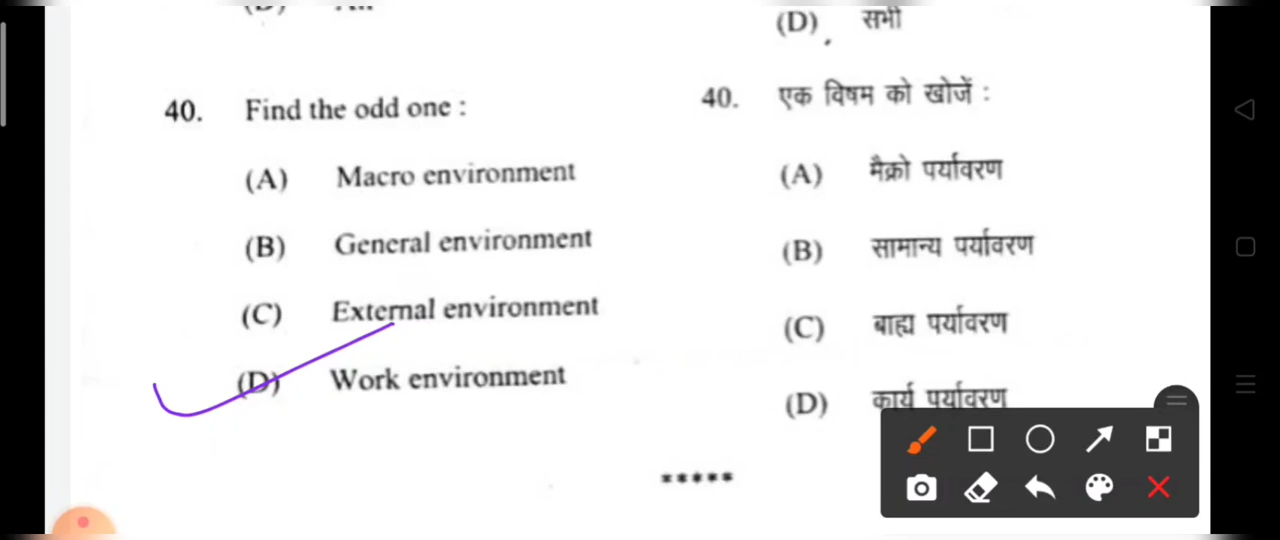 (D) सभी
40. Find the odd one :
(A) Macro environment
(B) General environment
(C) External environment
(D) Work environment
40. एक विषम को खोजें :
(A) मैक्रो पर्यावरण
(B) सामान्य पर्यावरण
(C) बाह्य पर्यावरण
(D) कार्य पर्यावरण
*****